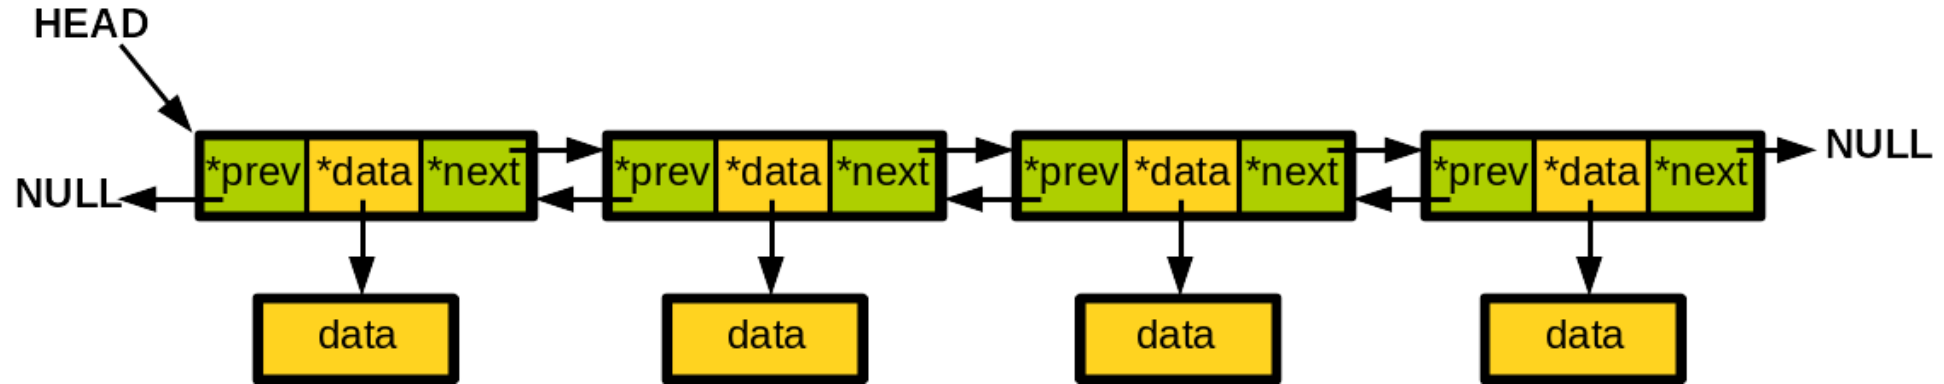 HEAD
NULL *prev *data *next *prev *data *next *prev *data *next *prev *data *next NULL
data data data data